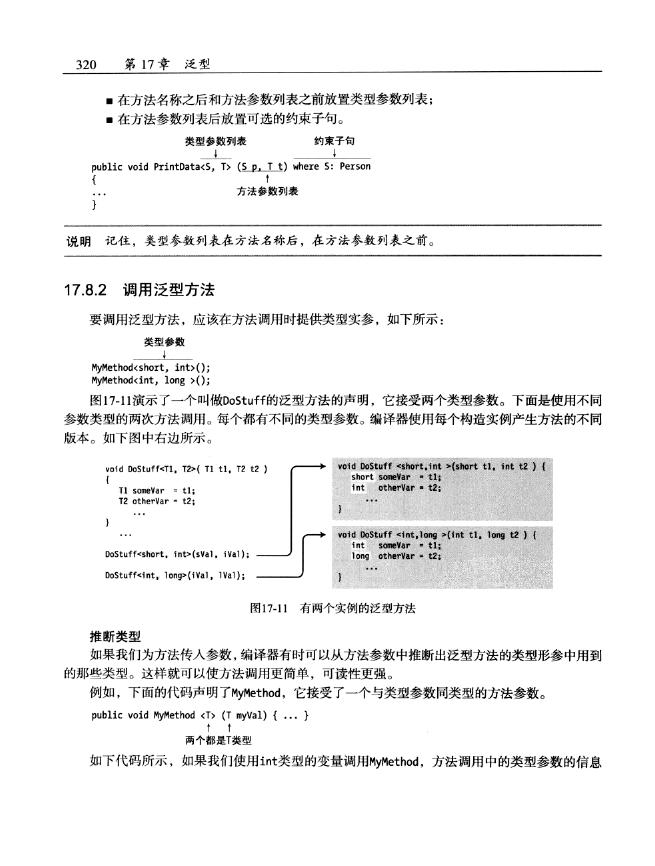 320 第 17 章 泛型
■ 在方法名称之后和方法参数列表之前放置类型参数列表；
■ 在方法参数列表后放置可选的约束子句。
类型参数列表 约束子句
↓ ↓
public void PrintData<S, T> (S p, T t) where S: Person
{ ↑
... 方法参数列表
}
说明 记住，类型参数列表在方法名称后，在方法参数列表之前。
17.8.2 调用泛型方法
要调用泛型方法，应该在方法调用时提供类型实参，如下所示：
类型参数
↓
MyMethod<short, int>();
MyMethod<int, long >();
图17-11演示了一个叫做DoStuff的泛型方法的声明，它接受两个类型参数。下面是使用不同
参数类型的两次方法调用。每个都有不同的类型参数。编译器使用每个构造实例产生方法的不同
版本。如下图中右边所示。
void DoStuff<T1, T2>( T1 t1, T2 t2 )
{
T1 someVar = t1;
T2 otherVar = t2;
...
}
...
DoStuff<short, int>(sVal, iVal);
DoStuff<int, long>(iVal, lVal);
void DoStuff <short,int >(short t1, int t2 ) {
short someVar = t1;
int otherVar = t2;
...
}
void DoStuff <int,long >(int t1, long t2 ) {
int someVar = t1;
long otherVar = t2;
...
}
图17-11 有两个实例的泛型方法
推断类型
如果我们为方法传入参数，编译器有时可以从方法参数中推断出泛型方法的类型形参中用到
的那些类型。这样就可以使方法调用更简单，可读性更强。
例如，下面的代码声明了MyMethod，它接受了一个与类型参数同类型的方法参数。
public void MyMethod <T> (T myVal) { ... }
↑ ↑
两个都是T类型
如下代码所示，如果我们使用int类型的变量调用MyMethod，方法调用中的类型参数的信息